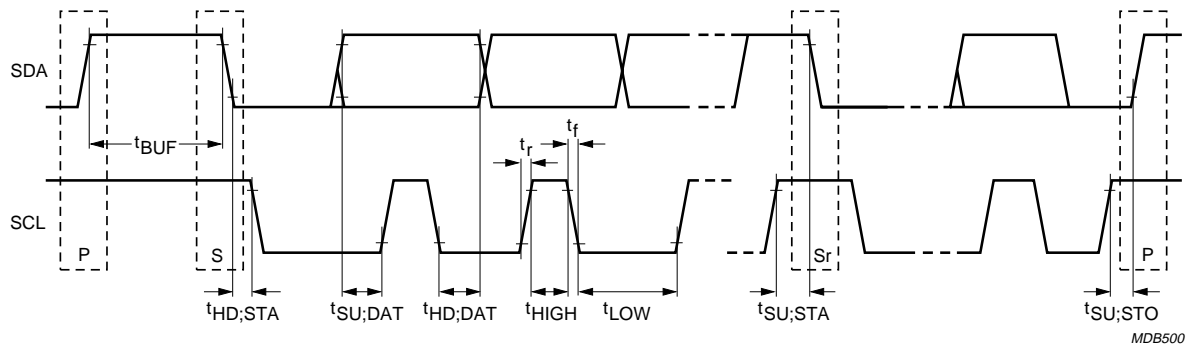 SDA
tBUF
tr
tf
SCL
P
S
Sr
P
tHD;STA
tSU;DAT
tHD;DAT
tHIGH
tLOW
tSU;STA
tSU;STO
MDB500